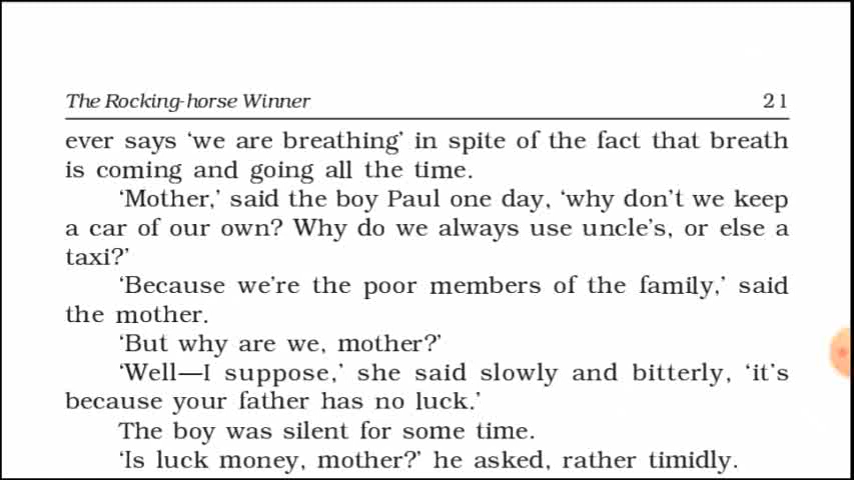 The Rocking-horse Winner 21
ever says ‘we are breathing’ in spite of the fact that breath
is coming and going all the time.
‘Mother,’ said the boy Paul one day, ‘why don’t we keep
a car of our own? Why do we always use uncle’s, or else a
taxi?’
‘Because we’re the poor members of the family,’ said
the mother.
‘But why are we, mother?’
‘Well—I suppose,’ she said slowly and bitterly, ‘it’s
because your father has no luck.’
The boy was silent for some time.
‘Is luck money, mother?’ he asked, rather timidly.